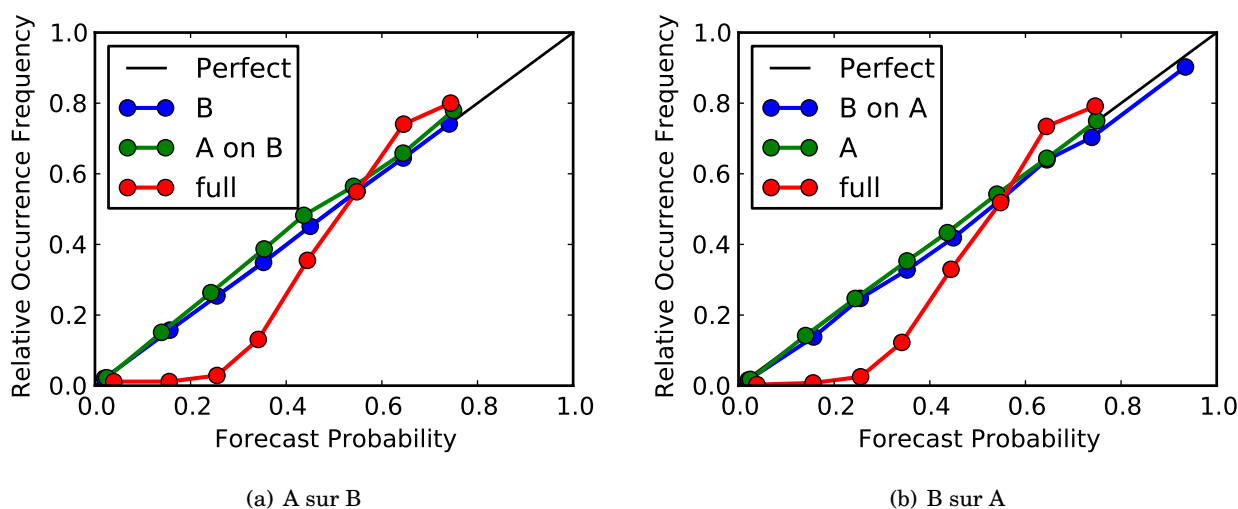 Relative Occurrence Frequency
1.0
0.8
0.6
0.4
0.2
0.0
Perfect
B
A on B
full
0.0 0.2 0.4 0.6 0.8 1.0
Forecast Probability
(a) A sur B
Relative Occurrence Frequency
1.0
0.8
0.6
0.4
0.2
0.0
Perfect
B on A
A
full
0.0 0.2 0.4 0.6 0.8 1.0
Forecast Probability
(b) B sur A